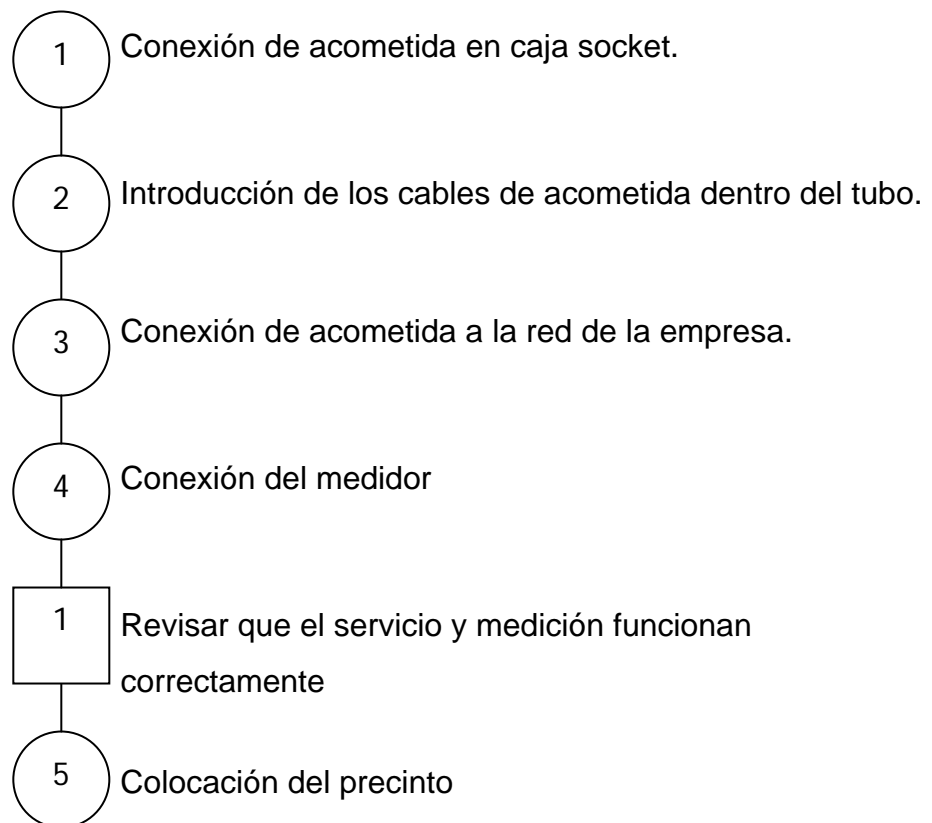 1 Conexión de acometida en caja socket.
2 Introducción de los cables de acometida dentro del tubo.
3 Conexión de acometida a la red de la empresa.
4 Conexión del medidor
1 Revisar que el servicio y medición funcionan
correctamente
5 Colocación del precinto